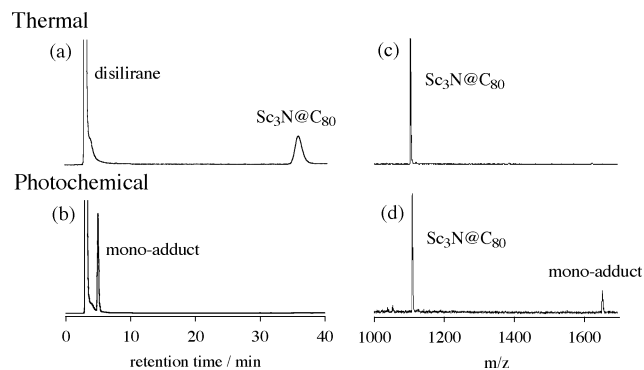 Thermal
(a)
disilirane
Sc3N@C80
(c)
Sc3N@C80
Photochemical
(b)
mono-adduct
(d)
Sc3N@C80
mono-adduct
0 10 20 30 40
retention time / min
1000 1200 1400 1600
m/z